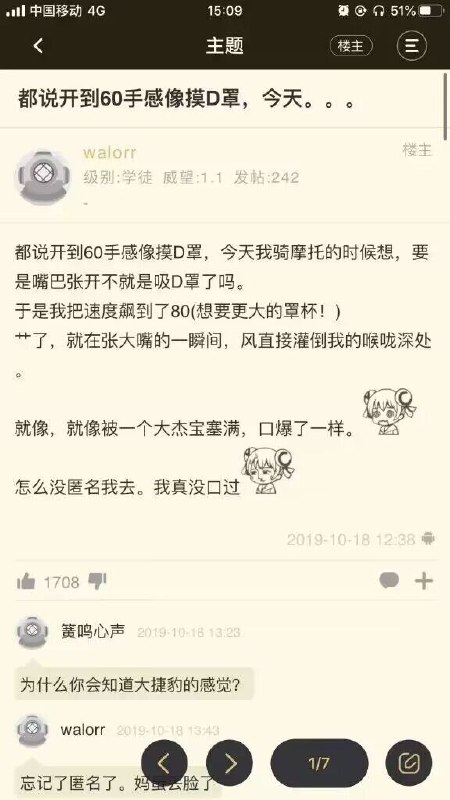 中国移动 4G 15:09 51%
主题 楼主
都说开到60手感像摸D罩，今天。。。
walorr 楼主
级别:学徒 威望:1.1 发帖:242
-
都说开到60手感像摸D罩，今天我骑摩托的时候想，要
是嘴巴张开不就是吸D罩了吗。
于是我把速度飙到了80(想要更大的罩杯！)
艹了，就在张大嘴的一瞬间，风直接灌倒我的喉咙深处
。
就像，就像被一个大杰宝塞满，口爆了一样。
怎么没匿名我去。我真没口过
2019-10-18 12:38
1708
簧鸣心声 2019-10-18 13:23
为什么你会知道大捷豹的感觉？
walorr 2019-10-18 13:43
忘记了匿名了。妈蛋丢脸了
1/7